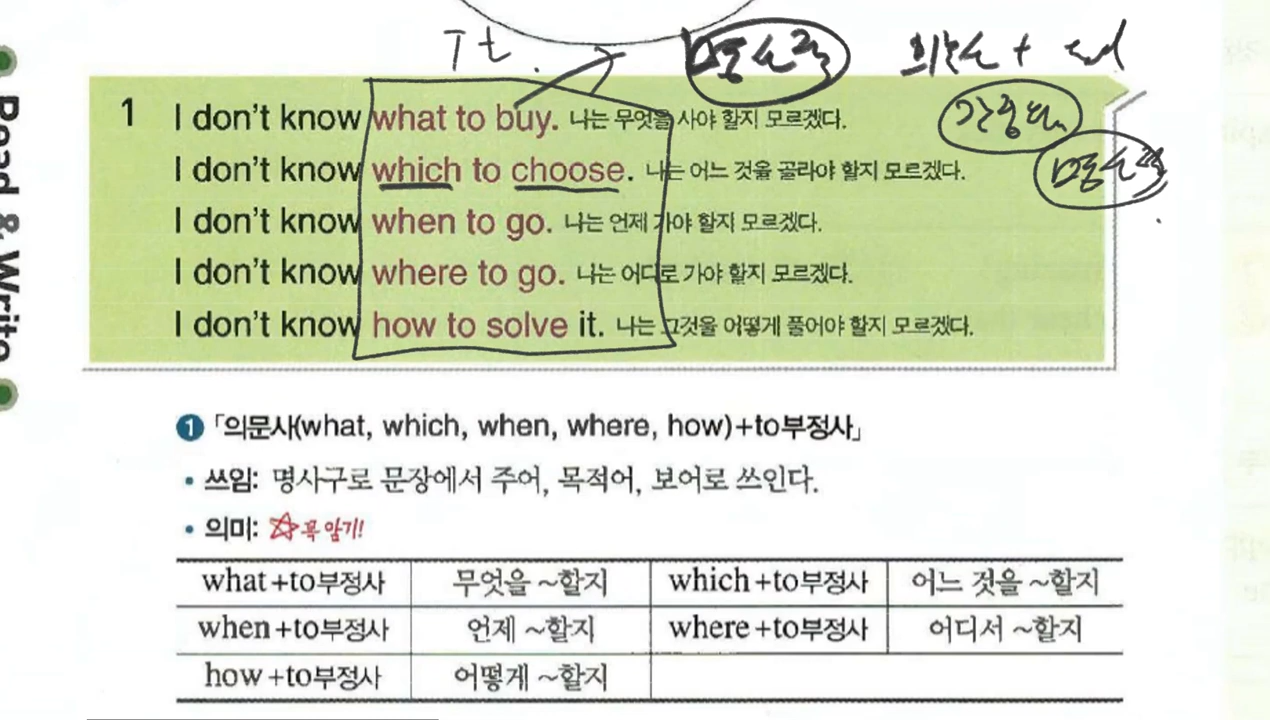 Read & Write
1 I don't know what to buy. 나는 무엇을 사야 할지 모르겠다.
I don't know which to choose. 나는 어느 것을 골라야 할지 모르겠다.
I don't know when to go. 나는 언제 가야 할지 모르겠다.
I don't know where to go. 나는 어디로 가야 할지 모르겠다.
I don't know how to solve it. 나는 그것을 어떻게 풀어야 할지 모르겠다.
1 「의문사(what, which, when, where, how)+to부정사」
• 쓰임: 명사구로 문장에서 주어, 목적어, 보어로 쓰인다.
• 의미: ☆꼭 암기!
what+to부정사 무엇을 ~할지 which+to부정사 어느 것을 ~할지
when+to부정사 언제 ~할지 where+to부정사 어디서 ~할지
how+to부정사 어떻게 ~할지